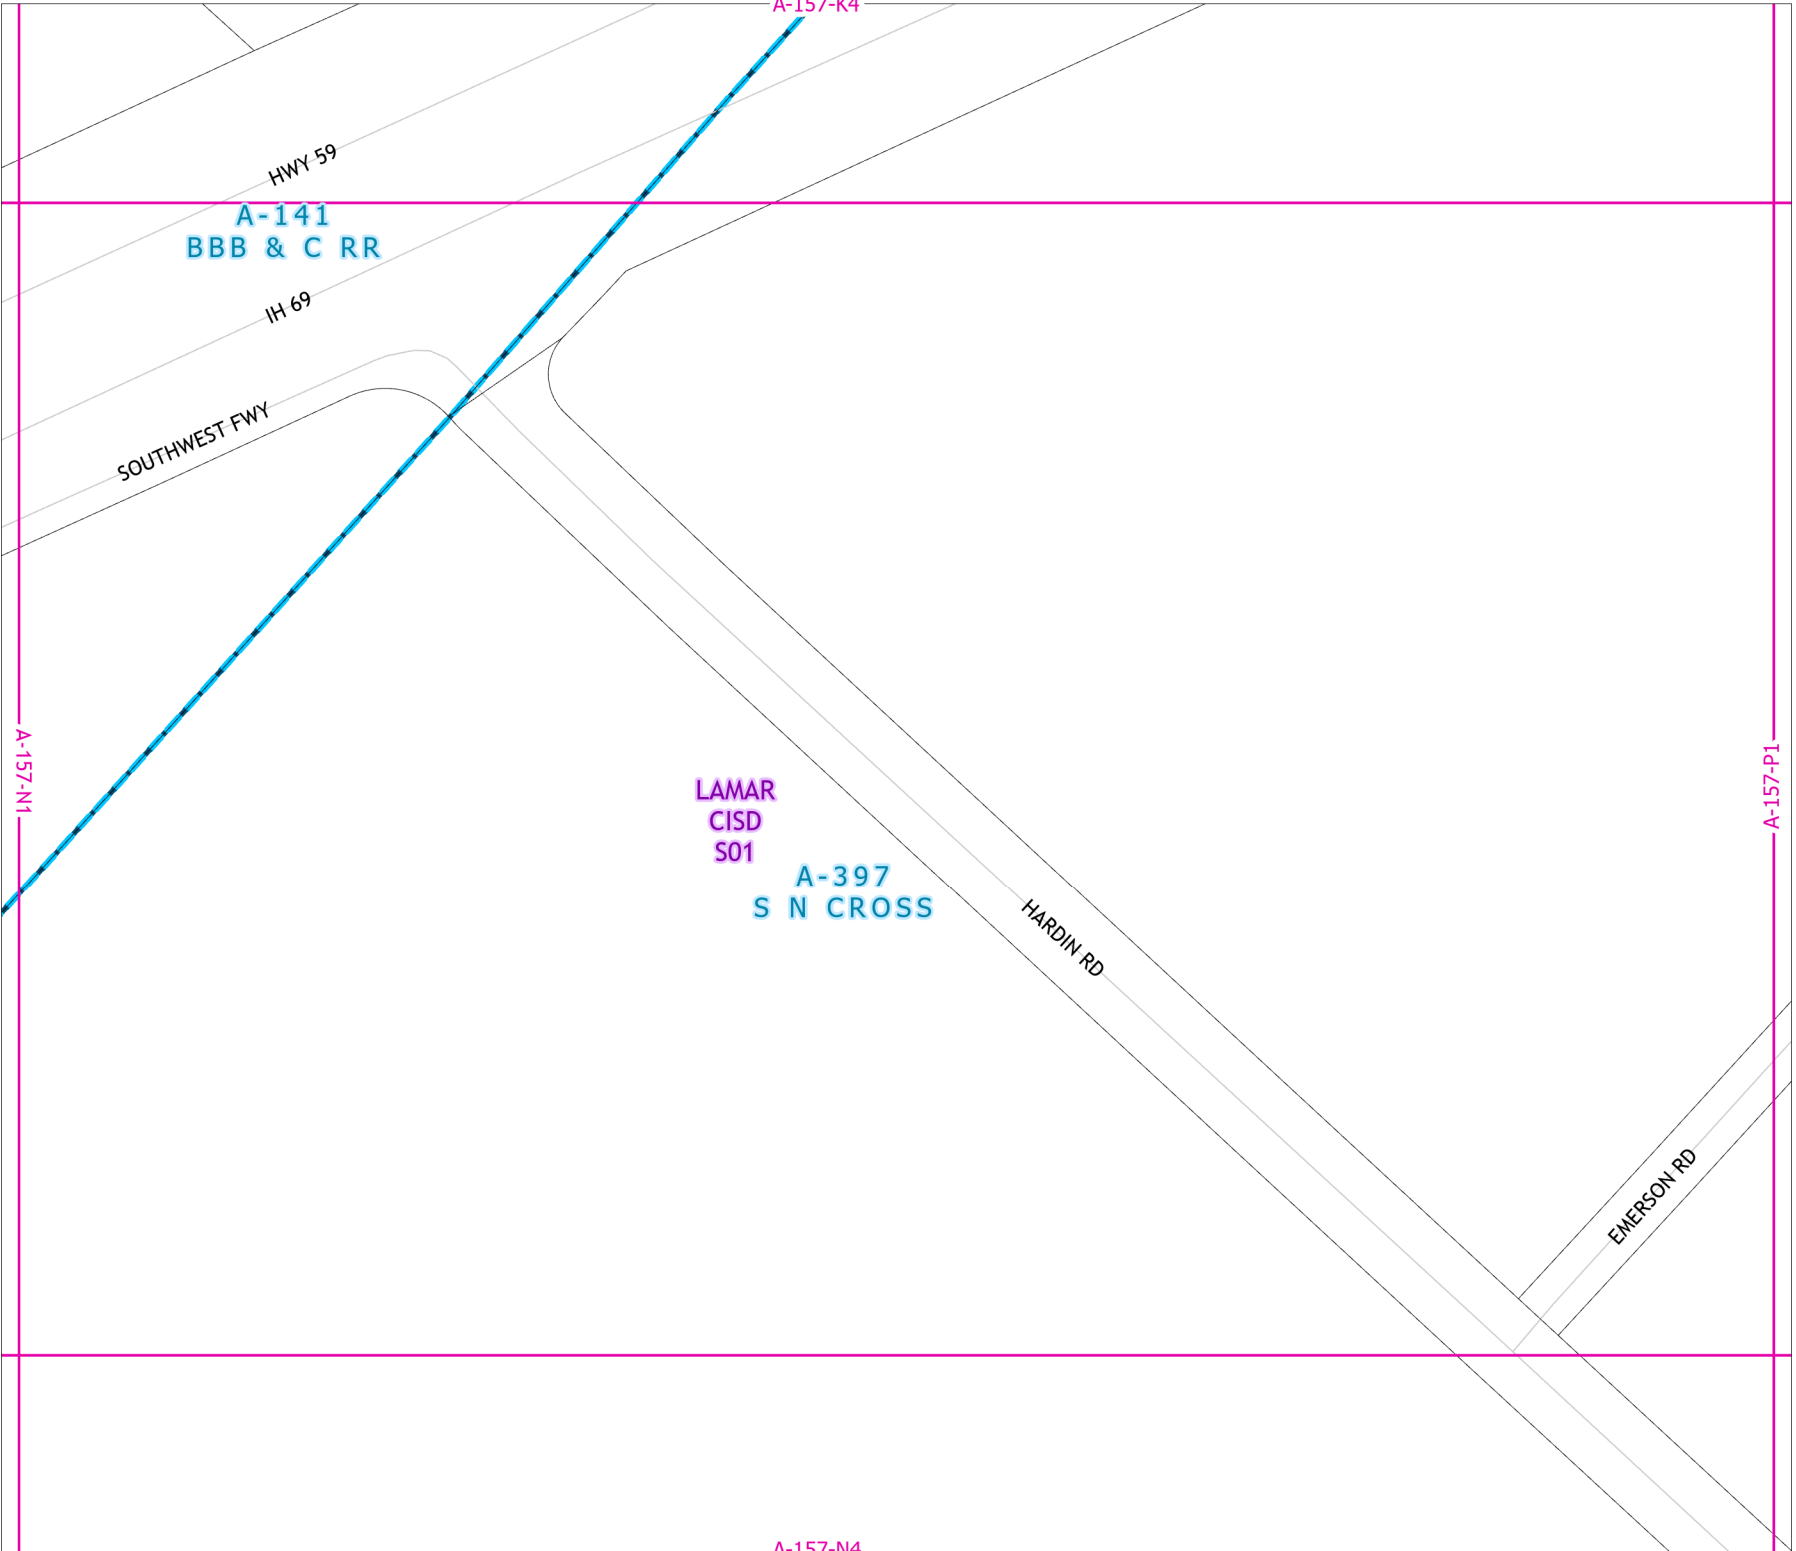 A-157-K4
HWY 59
A-141
BBB & C RR
IH 69
SOUTHWEST FWY
A-157-N1
A-157-P1
LAMAR
CISD
S01
A-397
S N CROSS
HARDIN RD
EMERSON RD
A-157-N4